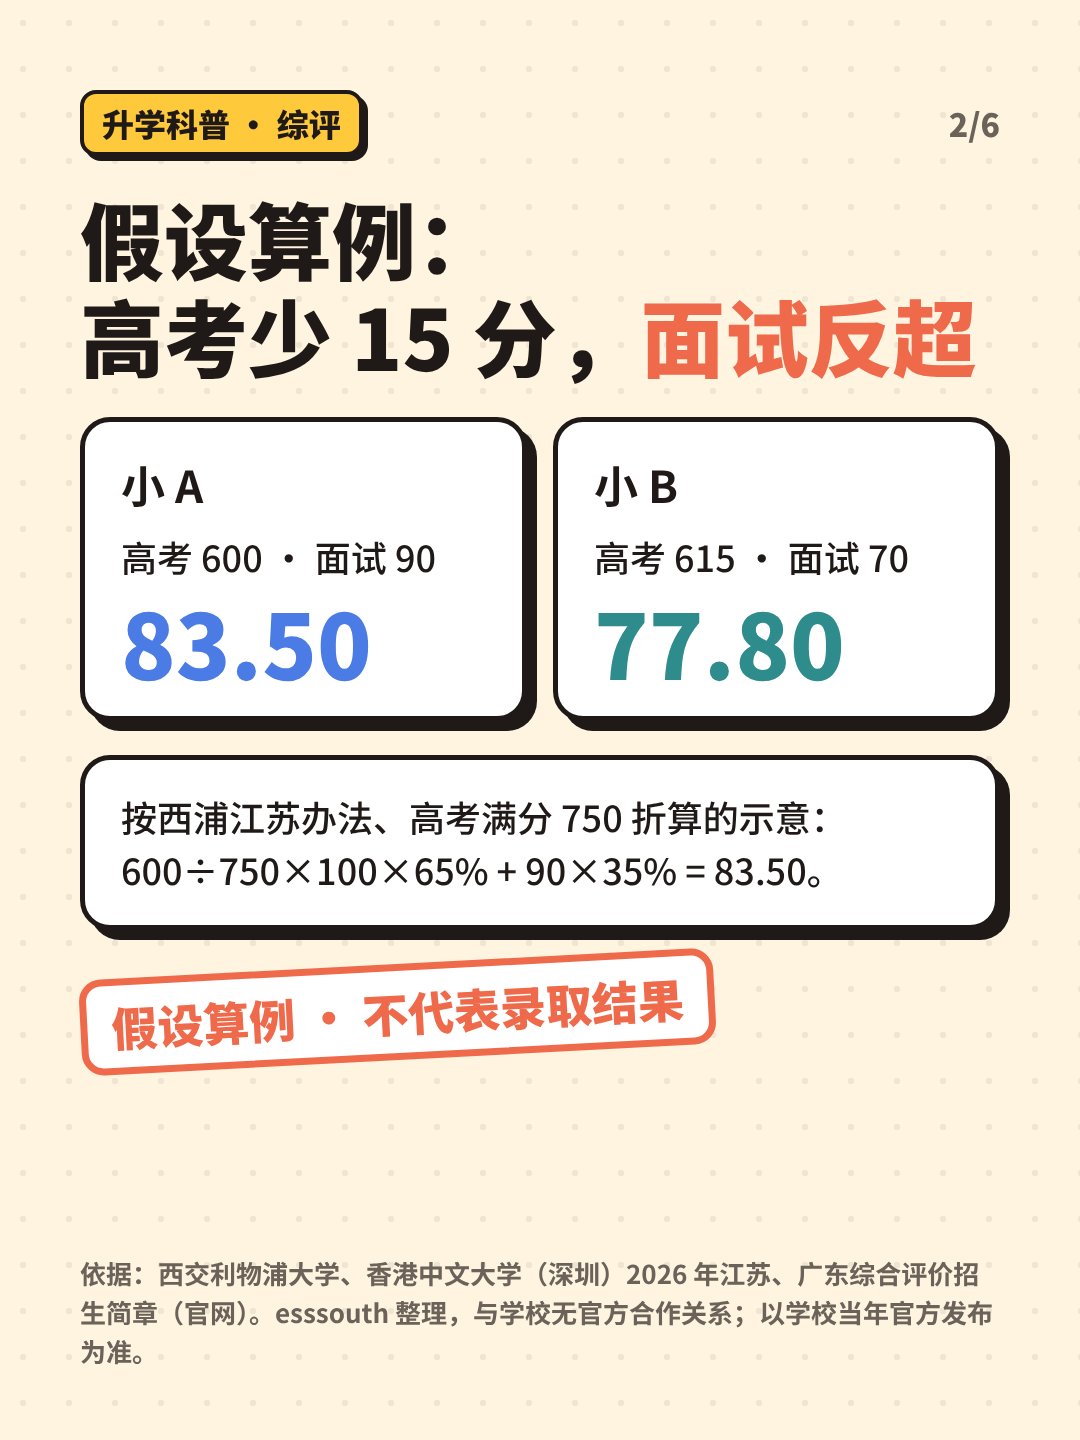 升学科普 · 综评
2/6
假设算例：
高考少 15 分，面试反超
小 A
高考 600 · 面试 90
83.50
小 B
高考 615 · 面试 70
77.80
按西浦江苏办法、高考满分 750 折算的示意：
600÷750×100×65% + 90×35% = 83.50。
假设算例 · 不代表录取结果
依据：西交利物浦大学、香港中文大学（深圳）2026 年江苏、广东综合评价招
生简章（官网）。esssouth 整理，与学校无官方合作关系；以学校当年官方发布
为准。